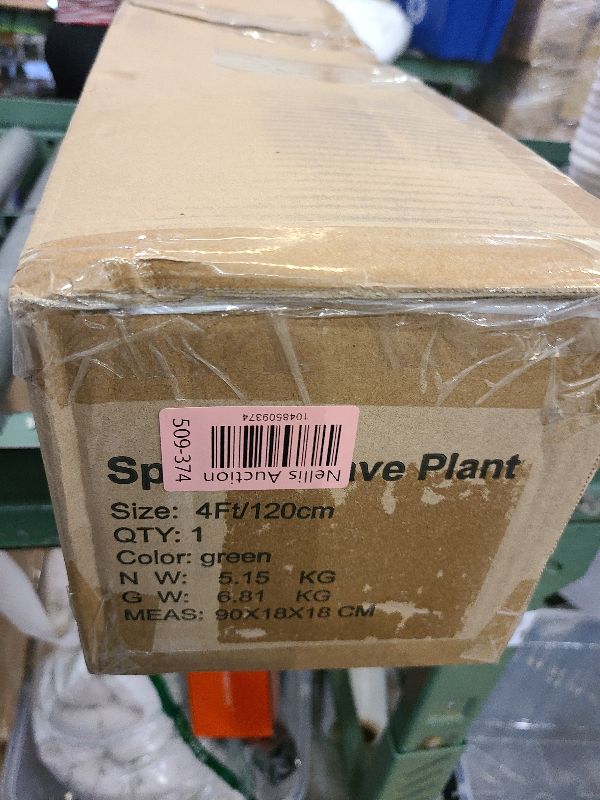 Sp ave Plant
Nellis Auction
1048509374
509-374
Size: 4Ft/120cm
QTY: 1
Color: green
N W: 5.15 KG
G W: 6.81 KG
MEAS: 90X18X18 CM